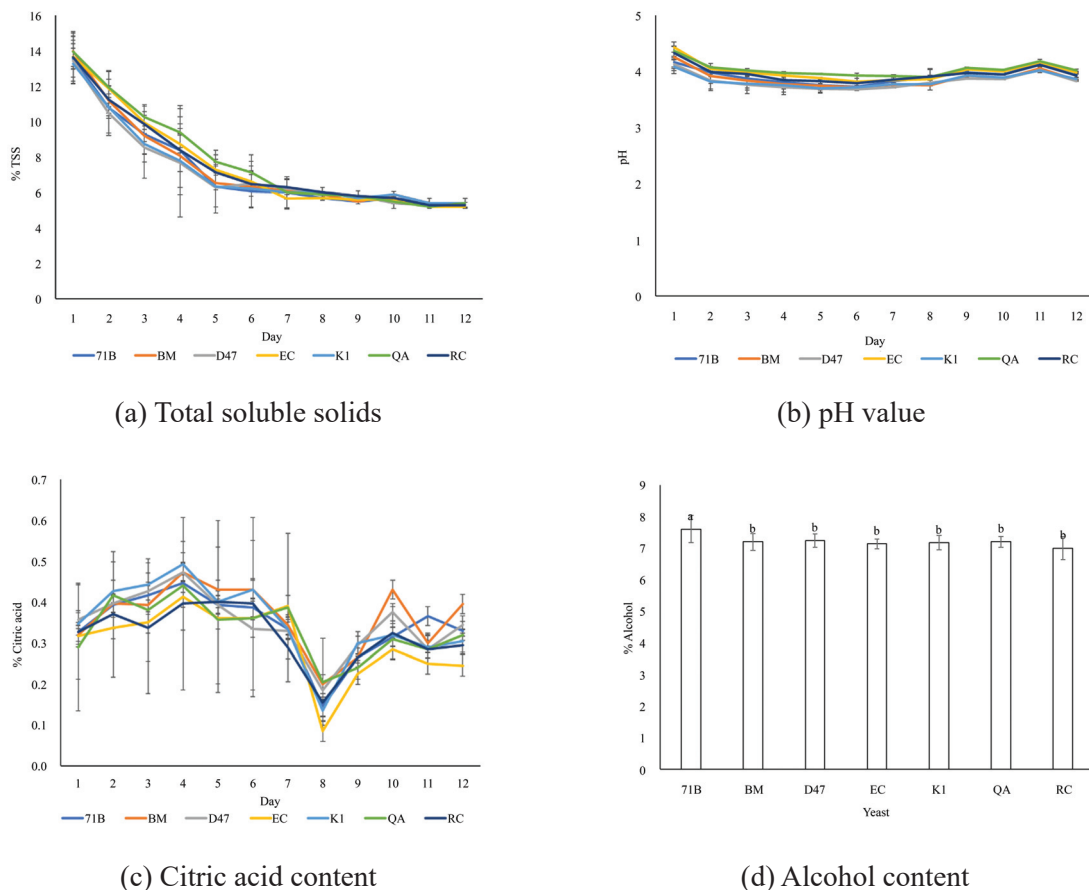 16
14
12
10
8
6
4
2
0
% TSS
1 2 3 4 5 6 7 8 9 10 11 12
Day
71B BM D47 EC K1 QA RC
(a) Total soluble solids
5
4
3
2
1
0
pH
1 2 3 4 5 6 7 8 9 10 11 12
Day
71B BM D47 EC K1 QA RC
(b) pH value
0.7
0.6
0.5
0.4
0.3
0.2
0.1
0.0
% Citric acid
1 2 3 4 5 6 7 8 9 10 11 12
Day
71B BM D47 EC K1 QA RC
(c) Citric acid content
9
8
7
6
5
4
3
2
1
0
% Alcohol
a b b b b b b
71B BM D47 EC K1 QA RC
Yeast
(d) Alcohol content